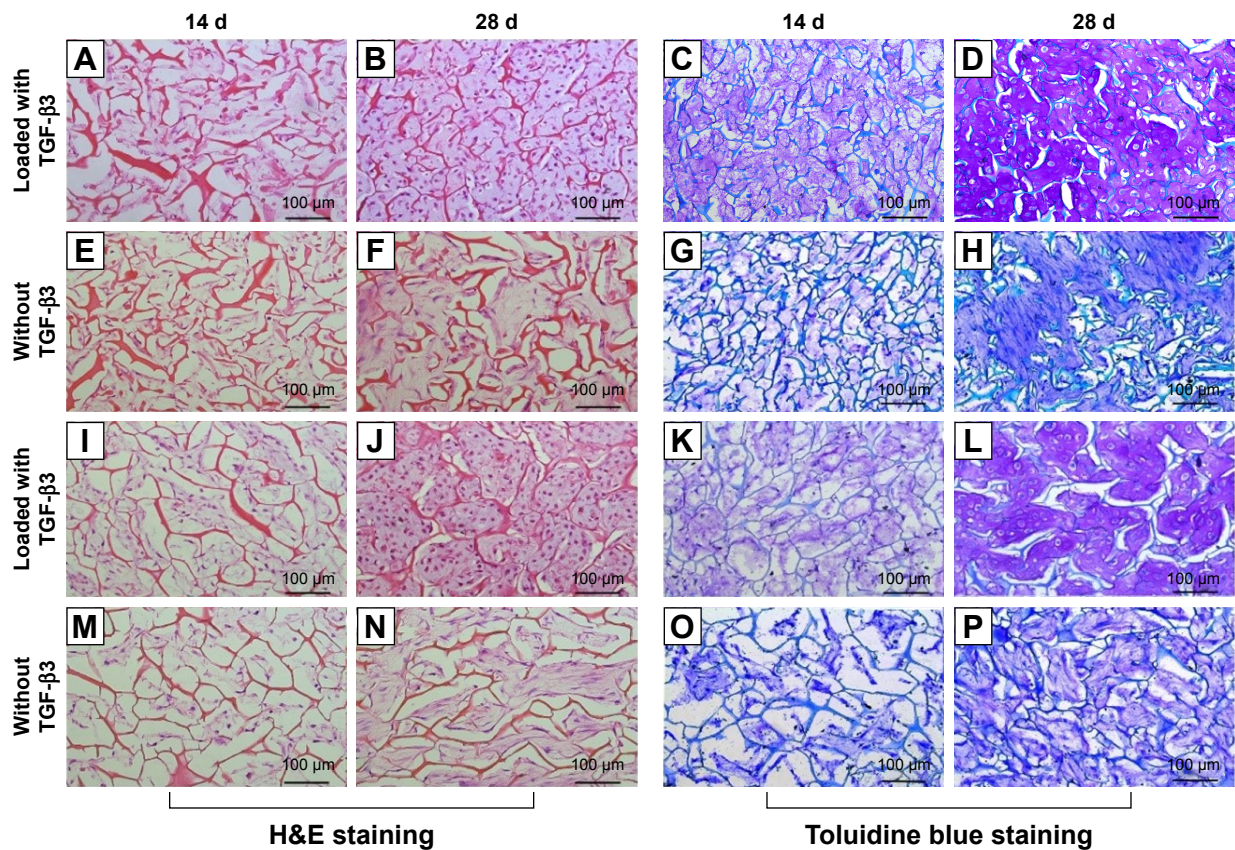 14 d 28 d 14 d 28 d
Loaded with
TGF-β3
A B C D
100 µm 100 µm 100 µm 100 µm
Without
TGF-β3
E F G H
100 µm 100 µm 100 µm 100 µm
Loaded with
TGF-β3
I J K L
100 µm 100 µm 100 µm 100 µm
Without
TGF-β3
M N O P
100 µm 100 µm 100 µm 100 µm
H&E staining Toluidine blue staining